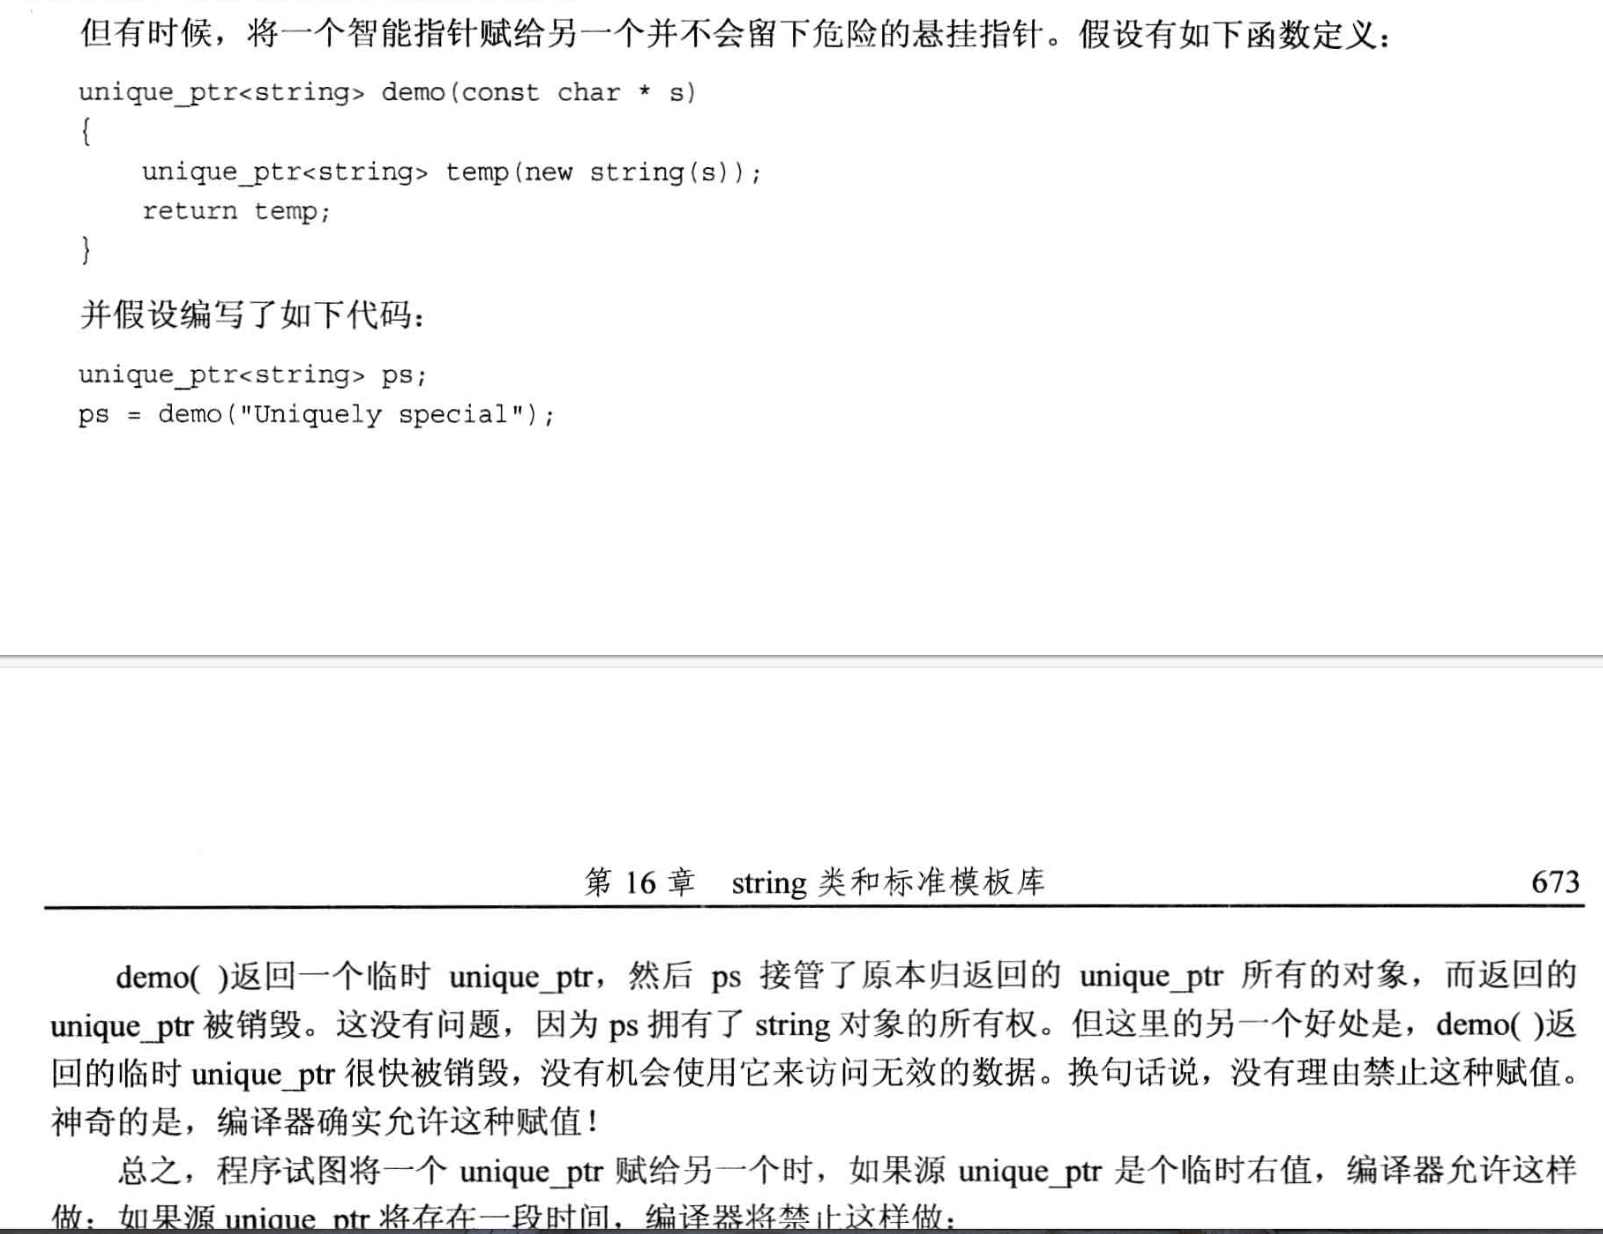 但有时候，将一个智能指针赋给另一个并不会留下危险的悬挂指针。假设有如下函数定义：
unique_ptr<string> demo(const char * s)
{
    unique_ptr<string> temp(new string(s));
    return temp;
}
并假设编写了如下代码：
unique_ptr<string> ps;
ps = demo("Uniquely special");
第 16 章 string 类和标准模板库 673
demo( )返回一个临时 unique_ptr，然后 ps 接管了原本归返回的 unique_ptr 所有的对象，而返回的
unique_ptr 被销毁。这没有问题，因为 ps 拥有了 string 对象的所有权。但这里的另一个好处是，demo( )返
回的临时 unique_ptr 很快被销毁，没有机会使用它来访问无效的数据。换句话说，没有理由禁止这种赋值。
神奇的是，编译器确实允许这种赋值！
总之，程序试图将一个 unique_ptr 赋给另一个时，如果源 unique_ptr 是个临时右值，编译器允许这样
做；如果源 unique_ptr 将存在一段时间，编译器将禁止这样做：